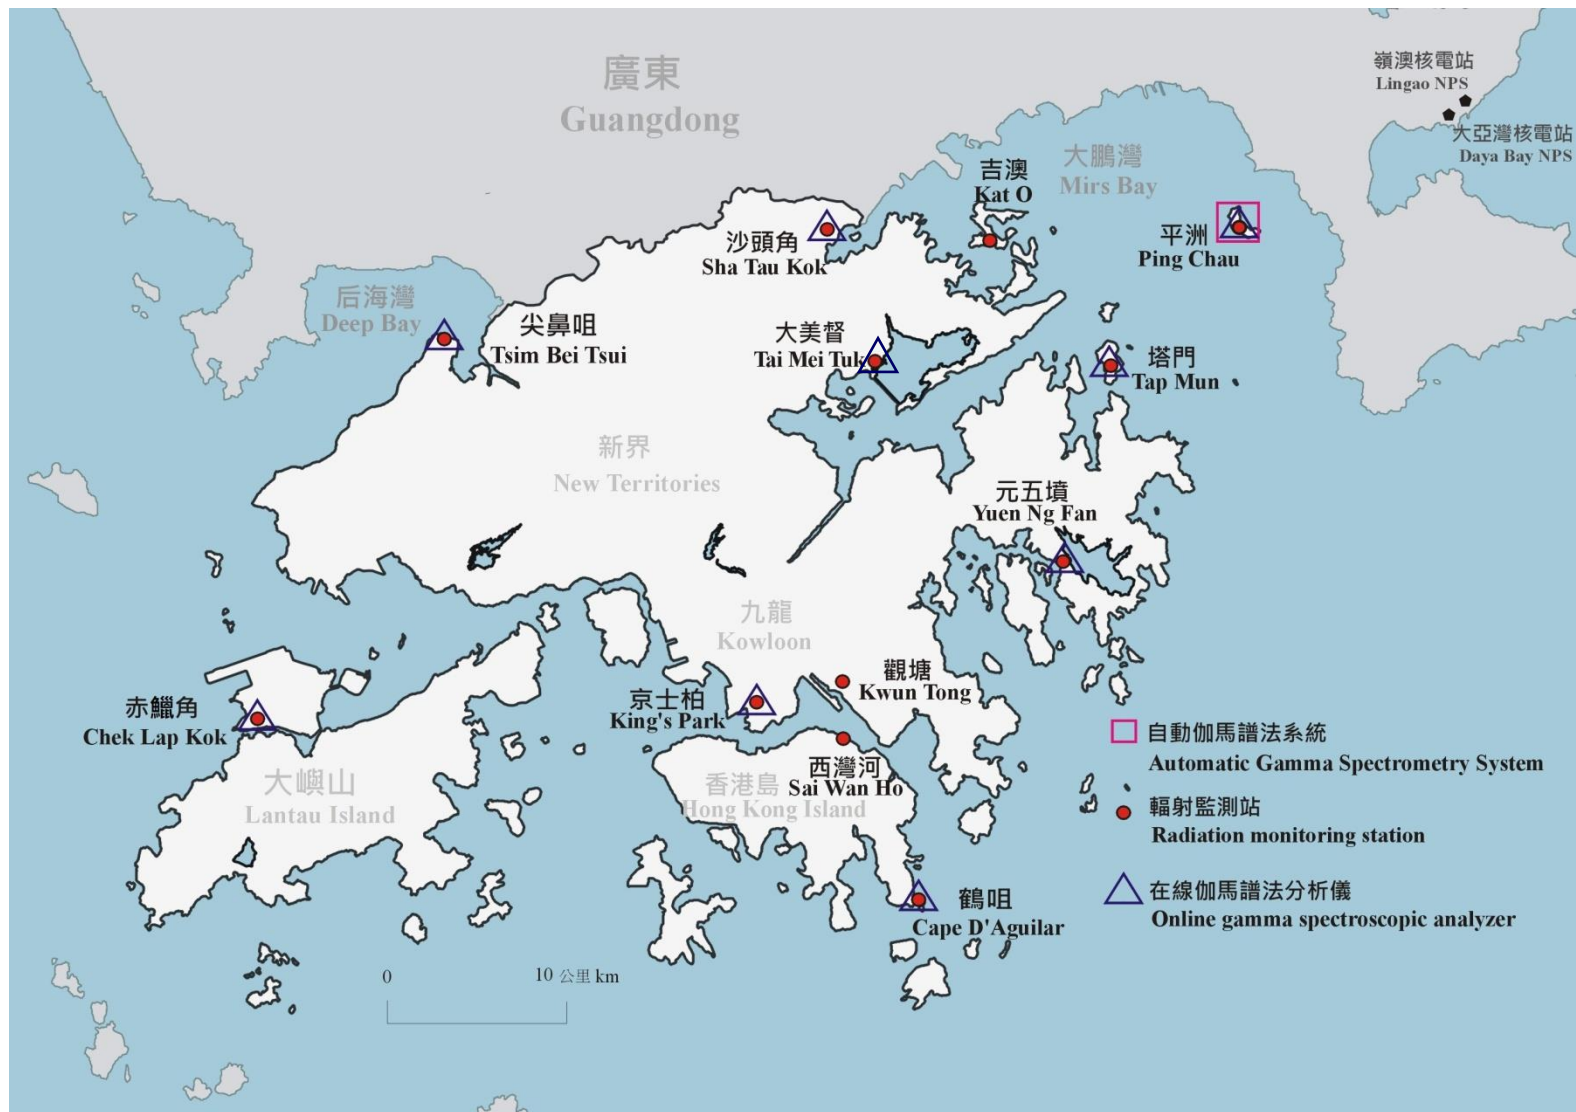 廣東
Guangdong
嶺澳核電站
Lingao NPS
大亞灣核電站
Daya Bay NPS
大鵬灣
Mirs Bay
吉澳
Kat O
平洲
Ping Chau
沙頭角
Sha Tau Kok
后海灣
Deep Bay
尖鼻咀
Tsim Bei Tsui
大美督
Tai Mei Tuk
塔門
Tap Mun
新界
New Territories
元五墳
Yuen Ng Fan
九龍
Kowloon
觀塘
Kwun Tong
京士柏
King's Park
赤鱲角
Chek Lap Kok
大嶼山
Lantau Island
西灣河
Sai Wan Ho
香港島
Hong Kong Island
鶴咀
Cape D'Aguilar
自動伽馬譜法系統
Automatic Gamma Spectrometry System
輻射監測站
Radiation monitoring station
在線伽馬譜法分析儀
Online gamma spectroscopic analyzer
0 10 公里 km